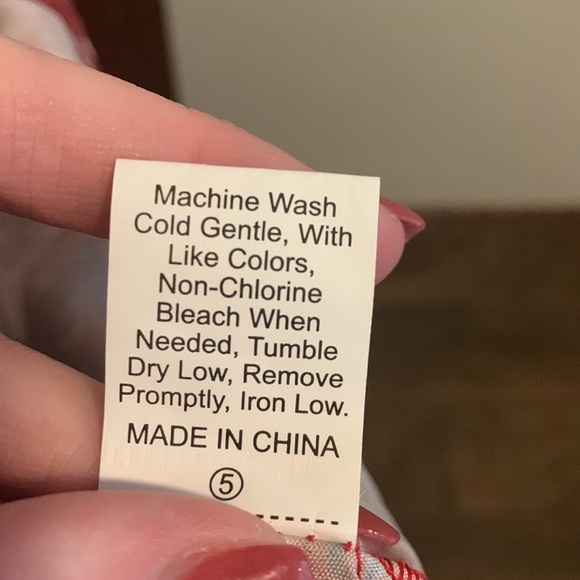 Machine Wash
Cold Gentle, With
Like Colors,
Non-Chlorine
Bleach When
Needed, Tumble
Dry Low, Remove
Promptly, Iron Low.
MADE IN CHINA
⑤